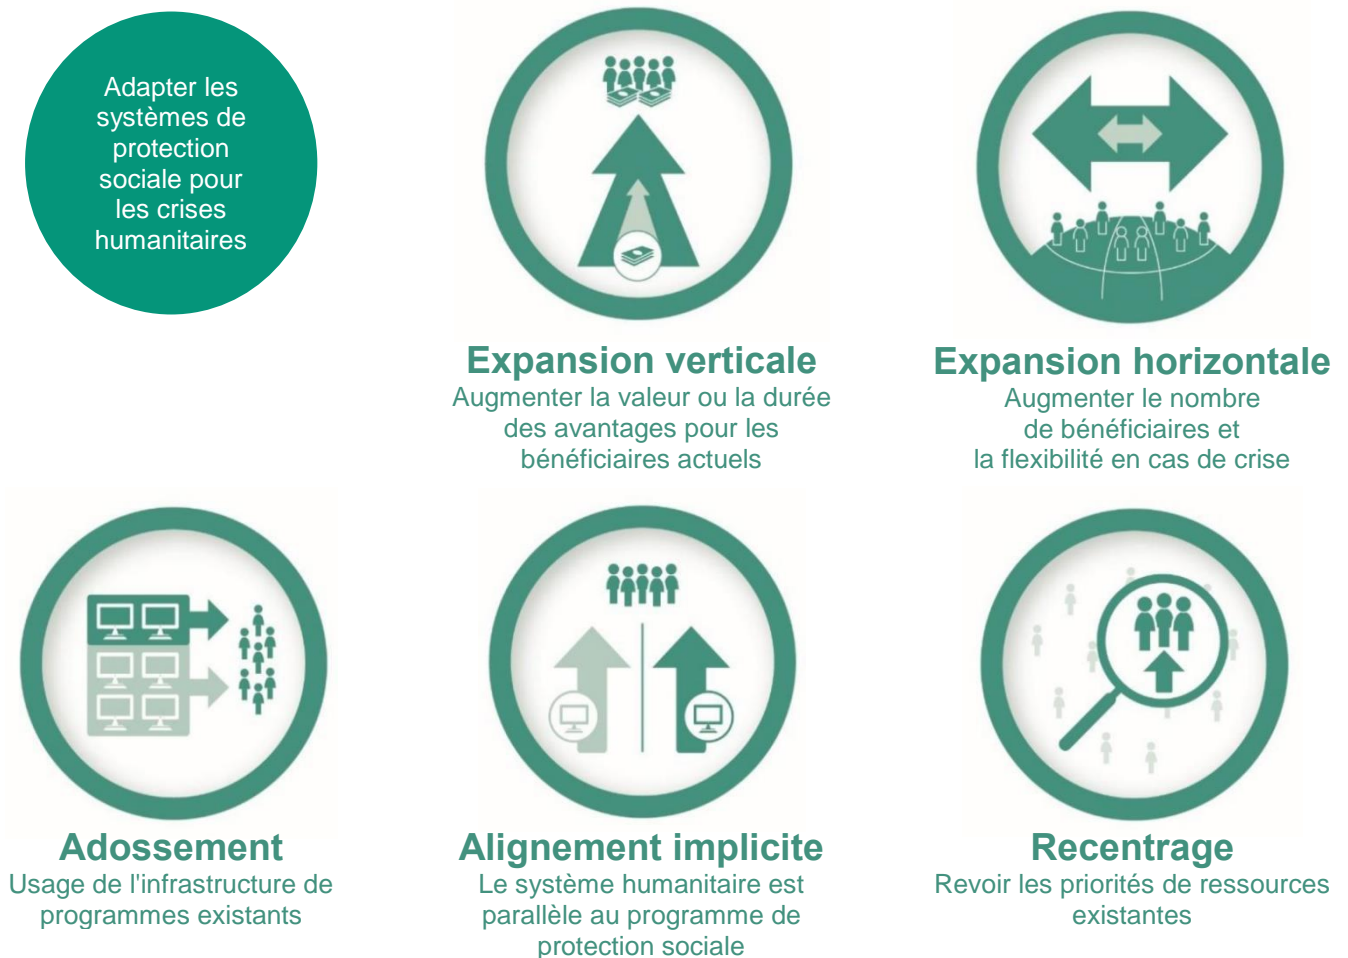 Adapter les
systèmes de
protection
sociale pour
les crises
humanitaires
Expansion verticale
Augmenter la valeur ou la durée
des avantages pour les
bénéficiaires actuels
Expansion horizontale
Augmenter le nombre
de bénéficiaires et
la flexibilité en cas de crise
Adossement
Usage de l'infrastructure de
programmes existants
Alignement implicite
Le système humanitaire est
parallèle au programme de
protection sociale
Recentrage
Revoir les priorités de ressources
existantes